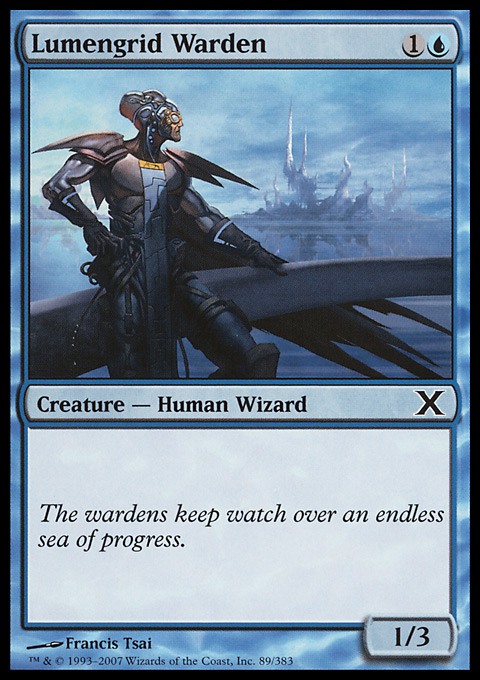 Lumengrid Warden 1
Creature — Human Wizard X
The wardens keep watch over an endless
sea of progress.
Francis Tsai
1/3
™ & © 1993–2007 Wizards of the Coast, Inc. 89/383